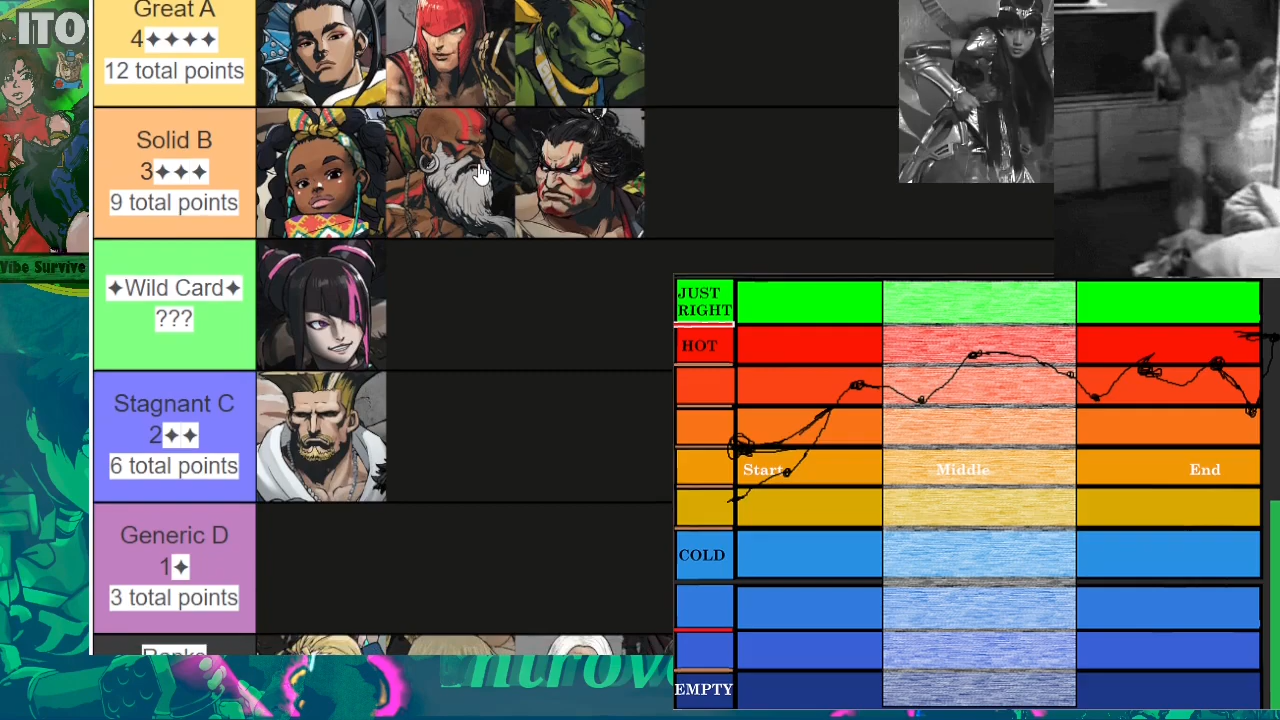 ITO
Vibe Survive
Great A
4✦✦✦✦
12 total points
Solid B
3✦✦✦
9 total points
✦Wild Card✦
???
Stagnant C
2✦✦
6 total points
Generic D
1✦
3 total points
JUST
RIGHT
HOT
Start
Middle
End
COLD
EMPTY